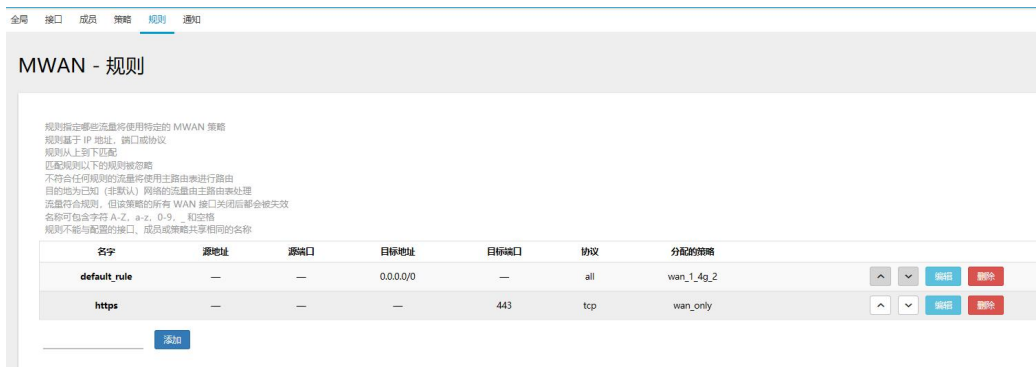 全局 接口 成员 策略 规则 通知
MWAN - 规则
规则指定哪些流量将使用特定的 MWAN 策略
规则基于 IP 地址，端口或协议
规则从上到下匹配
匹配规则以下的规则被忽略
不符合任何规则的流量将使用主路由表进行路由
目的地为已知（非默认）网络的流量由主路由表处理
流量符合规则，但该策略的所有 WAN 接口关闭后都会被失效
名称可包含字符 A-Z，a-z，0-9，_ 和空格
规则不能与配置的接口，成员或策略共享相同的名称
名字 源地址 源端口 目标地址 目标端口 协议 分配的策略
default_rule — — 0.0.0.0/0 — all wan_1_4g_2 编辑 删除
https — — — 443 tcp wan_only 编辑 删除
添加